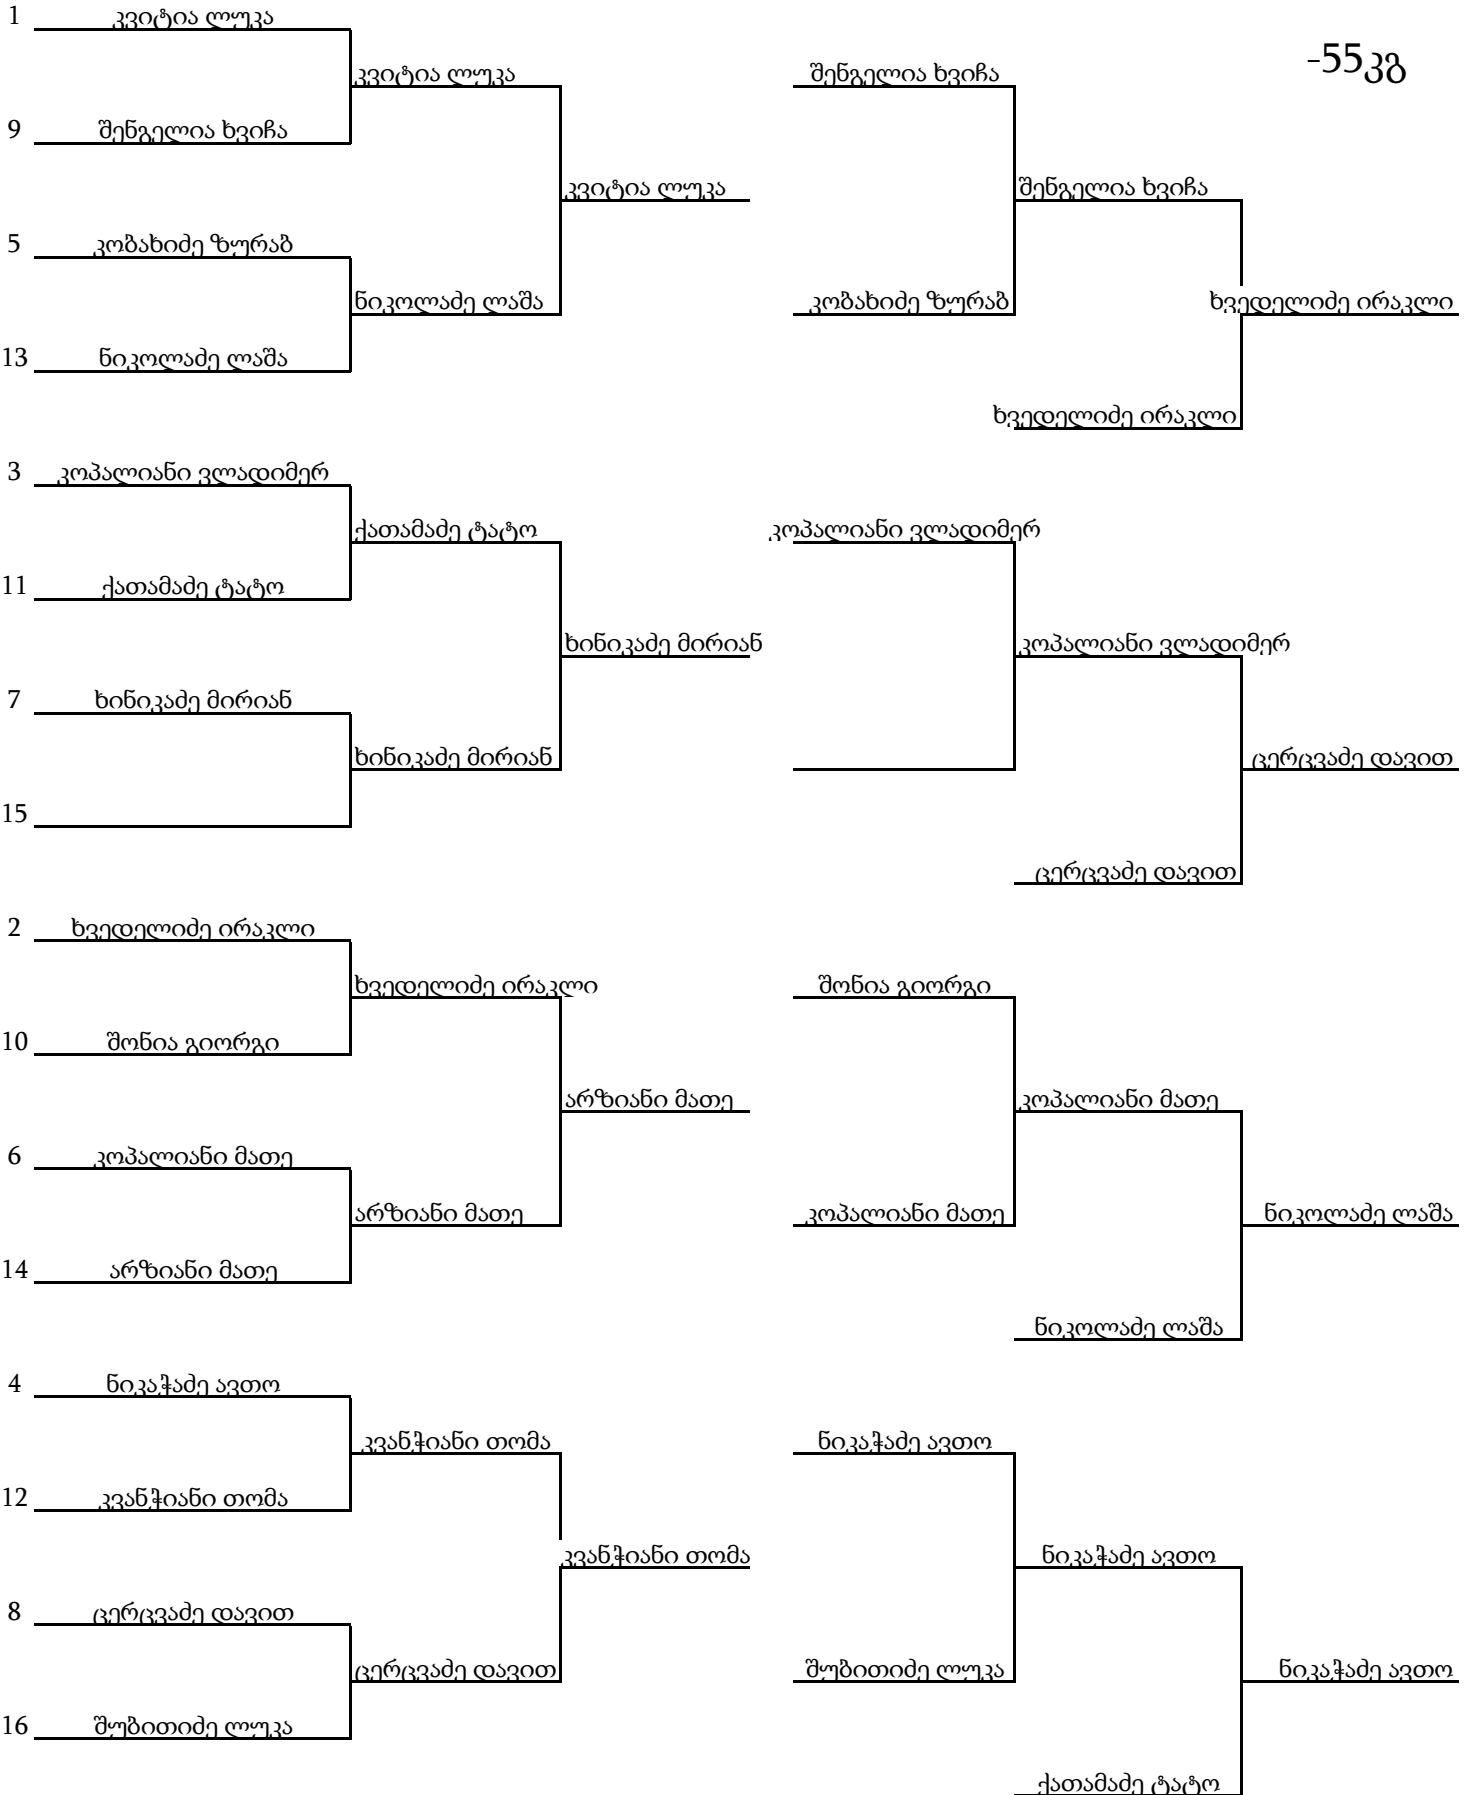 1 კვიტია ლუკა
-55კგ
კვიტია ლუკა შენგელია ხვიჩა
9 შენგელია ხვიჩა
კვიტია ლუკა შენგელია ხვიჩა
5 კობახიძე ზურაბ
ნიკოლაძე ლაშა კობახიძე ზურაბ ხვედელიძე ირაკლი
13 ნიკოლაძე ლაშა
ხვედელიძე ირაკლი
3 კოპალიანი ვლადიმერ
ქათამაძე ტატო კოპალიანი ვლადიმერ
11 ქათამაძე ტატო
ხინიკაძე მირიან კოპალიანი ვლადიმერ
7 ხინიკაძე მირიან
ხინიკაძე მირიან ცერცვაძე დავით
15
ცერცვაძე დავით
2 ხვედელიძე ირაკლი
ხვედელიძე ირაკლი შონია გიორგი
10 შონია გიორგი
არზიანი მათე კოპალიანი მათე
6 კოპალიანი მათე
არზიანი მათე კოპალიანი მათე ნიკოლაძე ლაშა
14 არზიანი მათე
ნიკოლაძე ლაშა
4 ნიკაჭაძე ავთო
კვანჭიანი თომა ნიკაჭაძე ავთო
12 კვანჭიანი თომა
კვანჭიანი თომა ნიკაჭაძე ავთო
8 ცერცვაძე დავით
ცერცვაძე დავით შუბითიძე ლუკა ნიკაჭაძე ავთო
16 შუბითიძე ლუკა
ქათამაძე ტატო